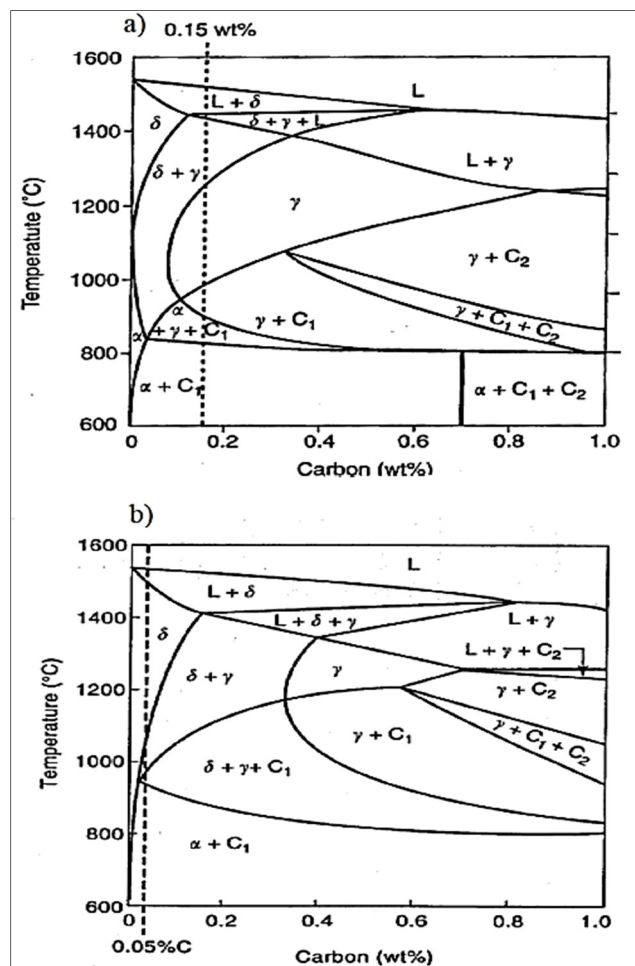 a)
0.15 wt%
1600
1400
1200
1000
800
600
Temperatute (°C)
L
L + δ
δ
δ + γ + L
δ + γ
L + γ
γ
γ + C2
α
α + γ + C1
γ + C1
γ + C1 + C2
α + C1
α + C1 + C2
0 0.2 0.4 0.6 0.8 1.0
Carbon (wt%)
b)
1600
1400
1200
1000
800
600
Temperature (°C)
L
L + δ
δ
L + δ + γ
L + γ
L + γ + C2
δ + γ
γ
γ + C2
γ + C1 + C2
γ + C1
δ + γ + C1
α + C1
0 0.2 0.4 0.6 0.8 1.0
0.05%C
Carbon (wt%)